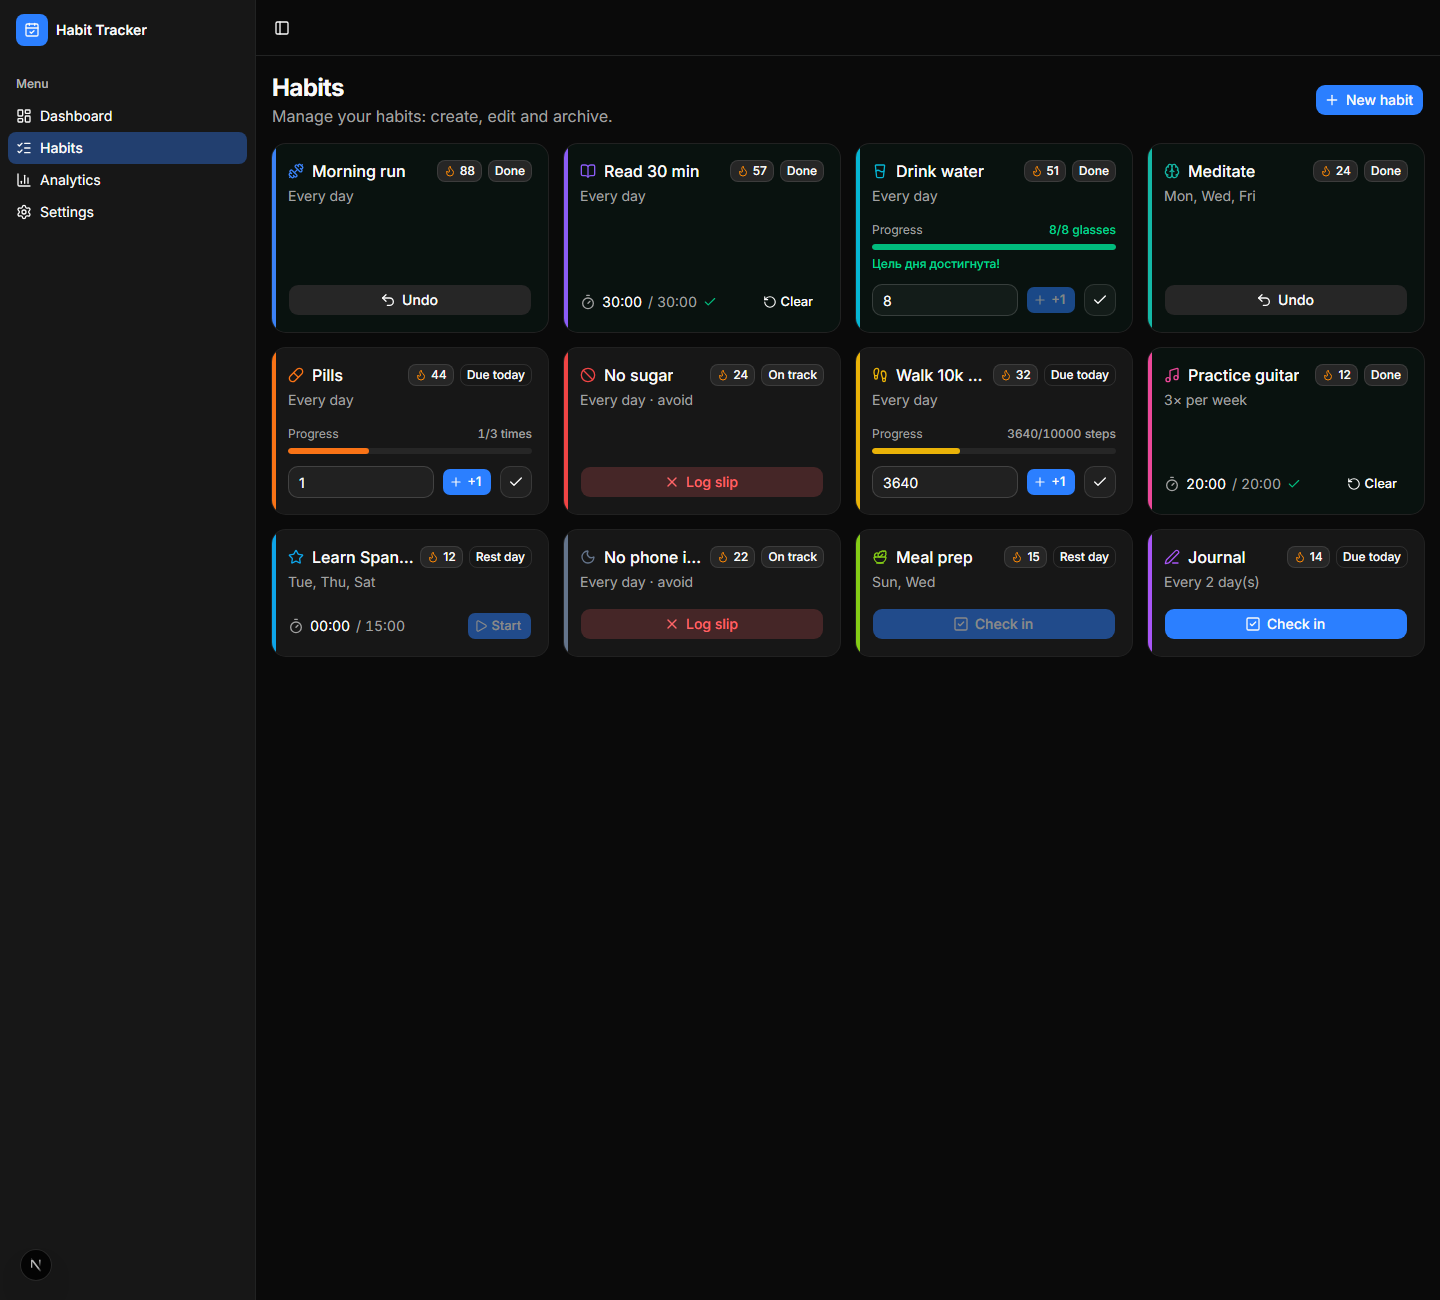 Habit Tracker
Menu
Dashboard
Habits
Analytics
Settings
Habits
Manage your habits: create, edit and archive.
New habit
Morning run 88 Done
Every day
Undo
Read 30 min 57 Done
Every day
30:00 / 30:00 Clear
Drink water 51 Done
Every day
Progress 8/8 glasses
Цель дня достигнута!
8 +1
Meditate 24 Done
Mon, Wed, Fri
Undo
Pills 44 Due today
Every day
Progress 1/3 times
1 +1
No sugar 24 On track
Every day · avoid
Log slip
Walk 10k ... 32 Due today
Every day
Progress 3640/10000 steps
3640 +1
Practice guitar 12 Done
3× per week
20:00 / 20:00 Clear
Learn Span... 12 Rest day
Tue, Thu, Sat
00:00 / 15:00 Start
No phone i... 22 On track
Every day · avoid
Log slip
Meal prep 15 Rest day
Sun, Wed
Check in
Journal 14 Due today
Every 2 day(s)
Check in
N